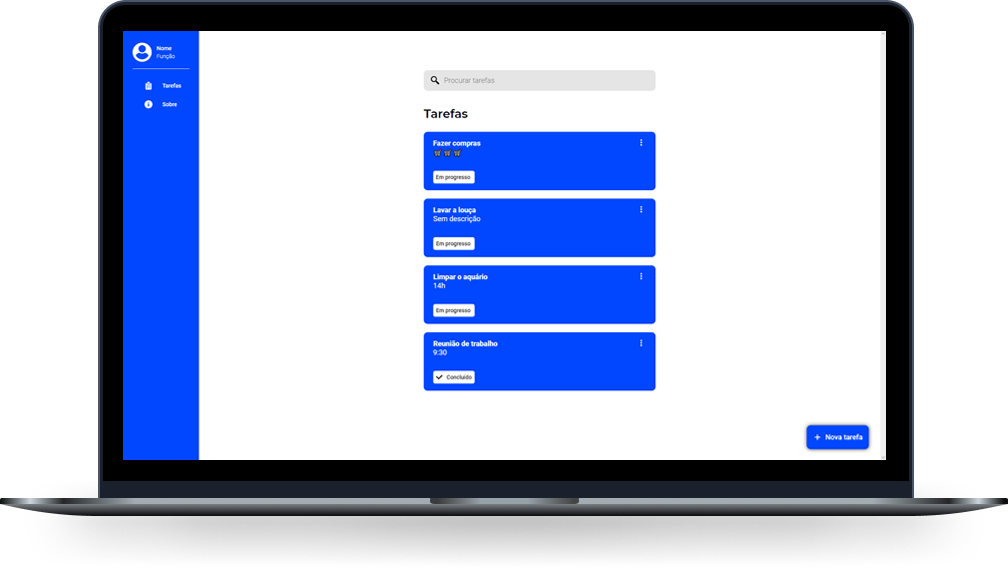 Nome
Função
Tarefas
Sobre
Procurar tarefas
Tarefas
Fazer compras
🛒 🛒 🛒
Em progresso
Lavar a louça
Sem descrição
Em progresso
Limpar o aquário
14h
Em progresso
Reunião de trabalho
9:30
Concluído
+ Nova tarefa